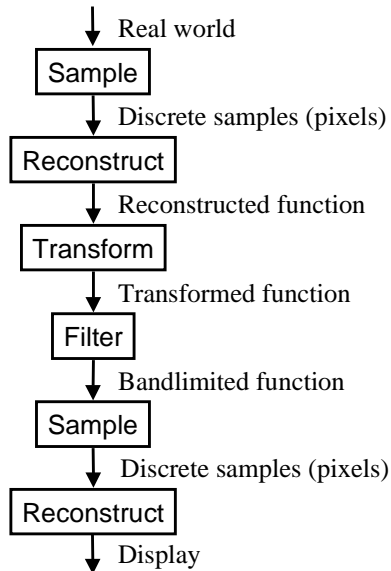 Real world
Sample
Discrete samples (pixels)
Reconstruct
Reconstructed function
Transform
Transformed function
Filter
Bandlimited function
Sample
Discrete samples (pixels)
Reconstruct
Display